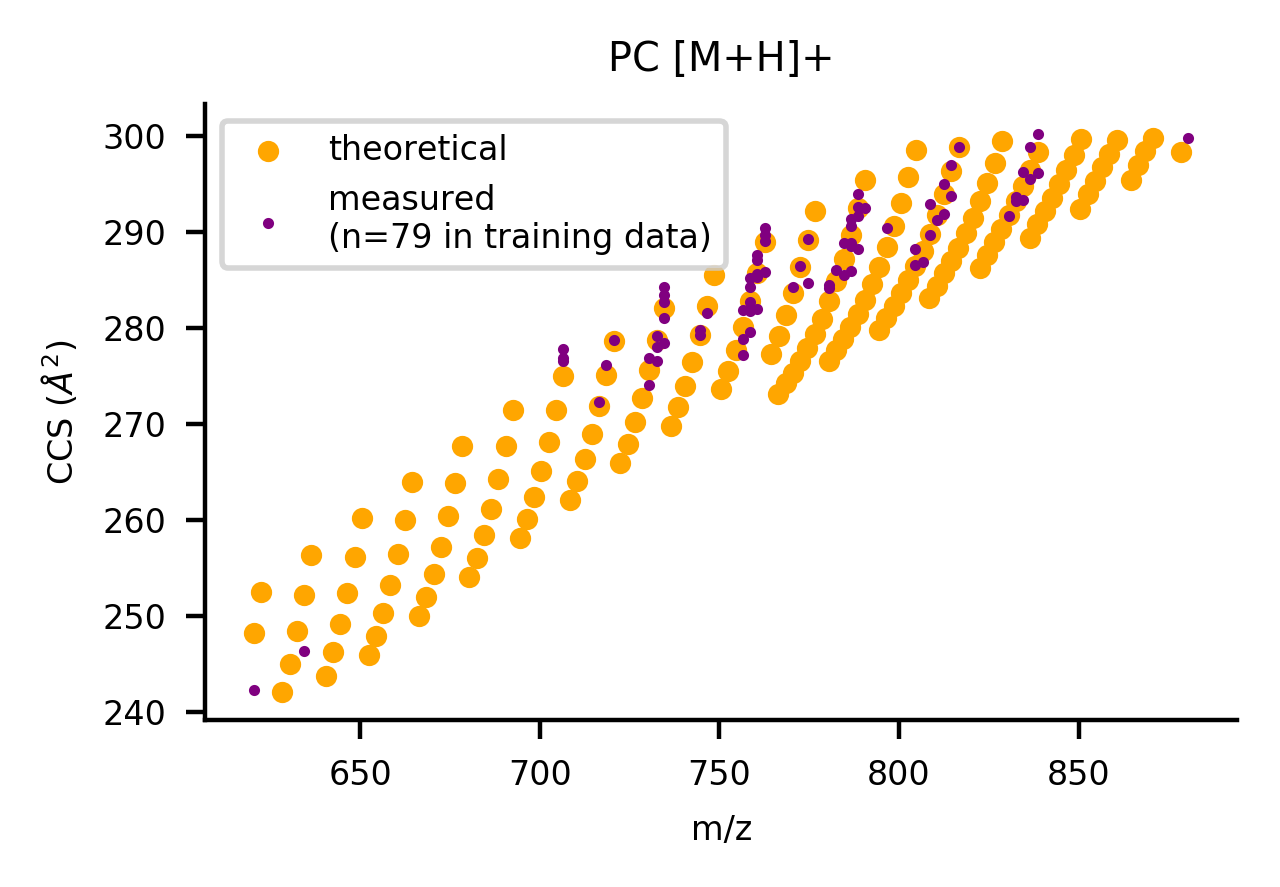 PC [M+H]+
theoretical
measured
(n=79 in training data)
CCS (Å²)
300
290
280
270
260
250
240
650 700 750 800 850
m/z